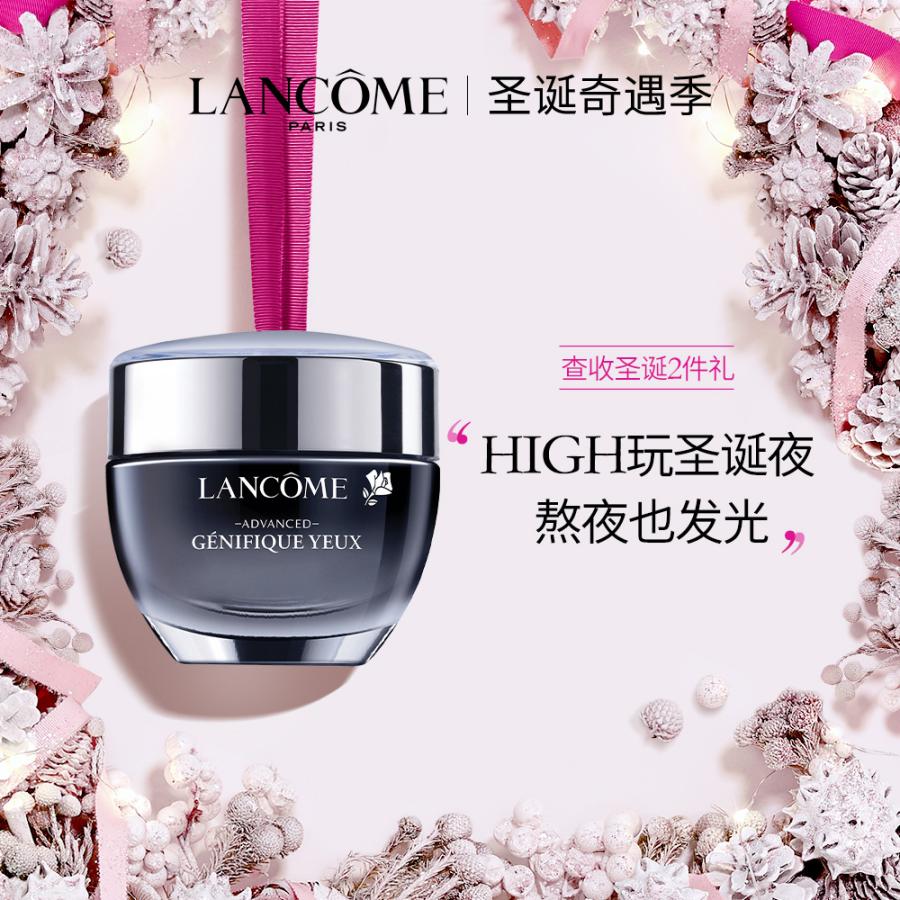 LANCÔME | 圣诞奇遇季
PARIS
查收圣诞2件礼
“HIGH玩圣诞夜
熬夜也发光”
LANCÔME
-ADVANCED-
GÉNIFIQUE YEUX